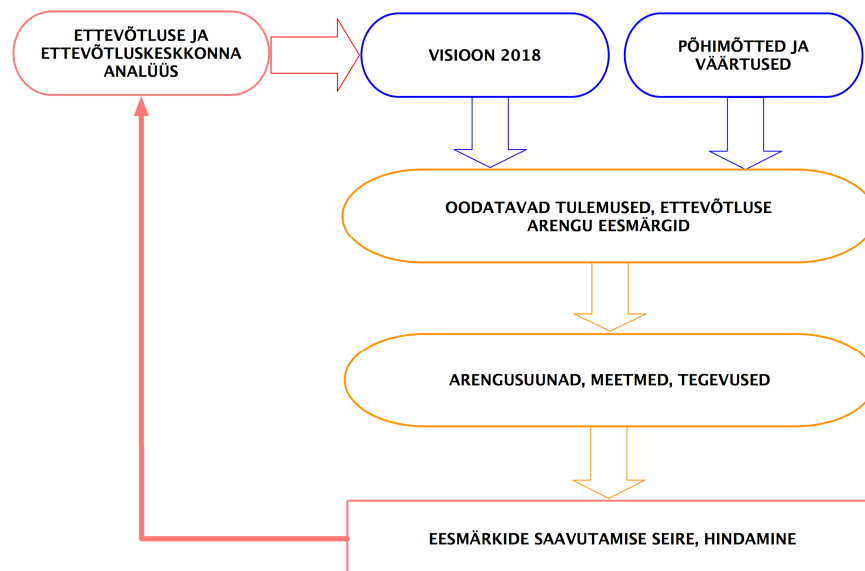 ETTEVÕTLUSE JA
ETTEVÕTLUSKESKKONNA
ANALÜÜS
VISIOON 2018
PÕHIMÕTTED JA
VÄÄRTUSED
OODATAVAD TULEMUSED, ETTEVÕTLUSE
ARENGU EESMÄRGID
ARENGUSUUNAD, MEETMED, TEGEVUSED
EESMÄRKIDE SAAVUTAMISE SEIRE, HINDAMINE